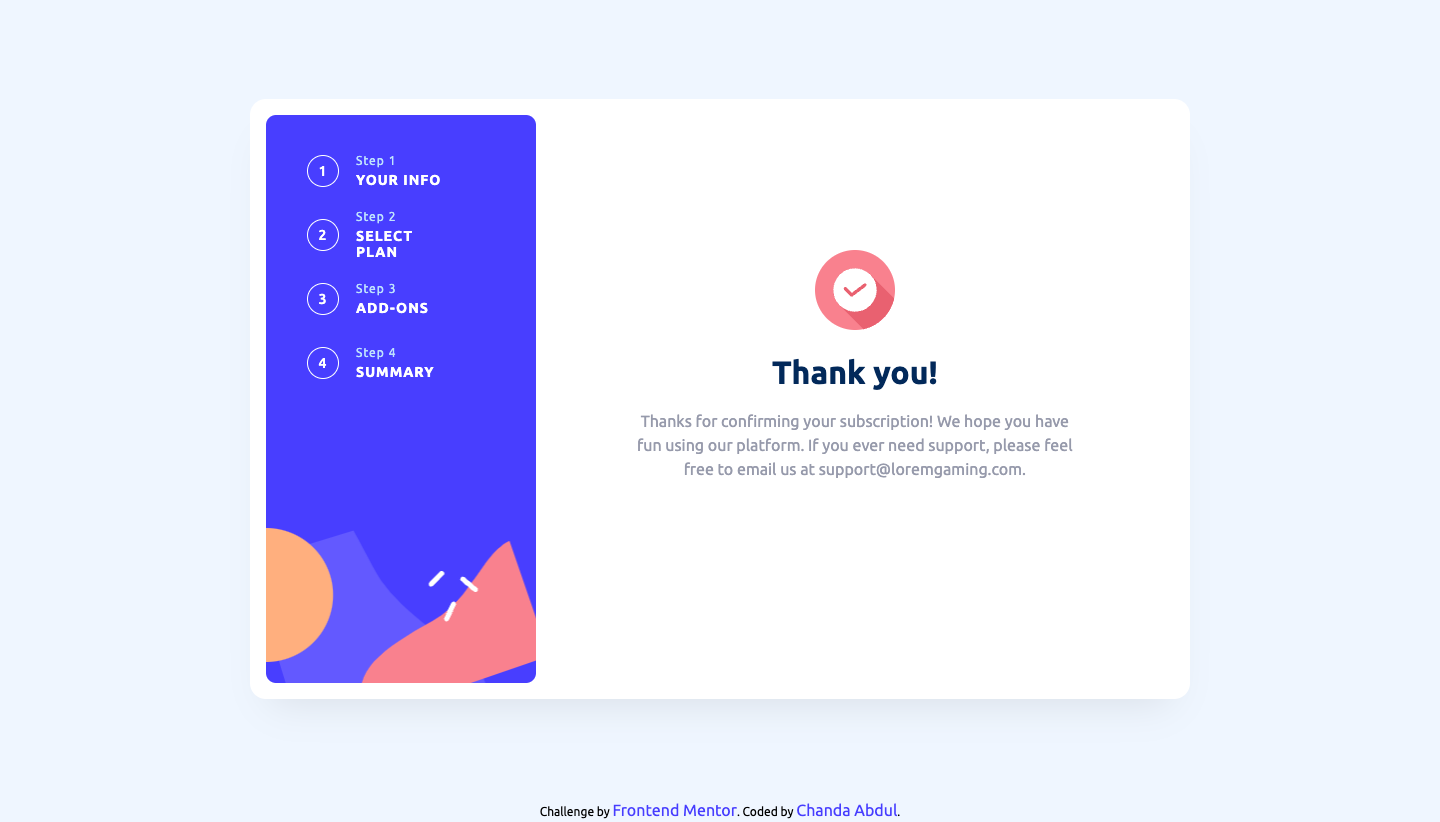 1
Step 1
YOUR INFO
2
Step 2
SELECT
PLAN
3
Step 3
ADD-ONS
4
Step 4
SUMMARY
Thank you!
Thanks for confirming your subscription! We hope you have
fun using our platform. If you ever need support, please feel
free to email us at support@loremgaming.com.
Challenge by Frontend Mentor. Coded by Chanda Abdul.